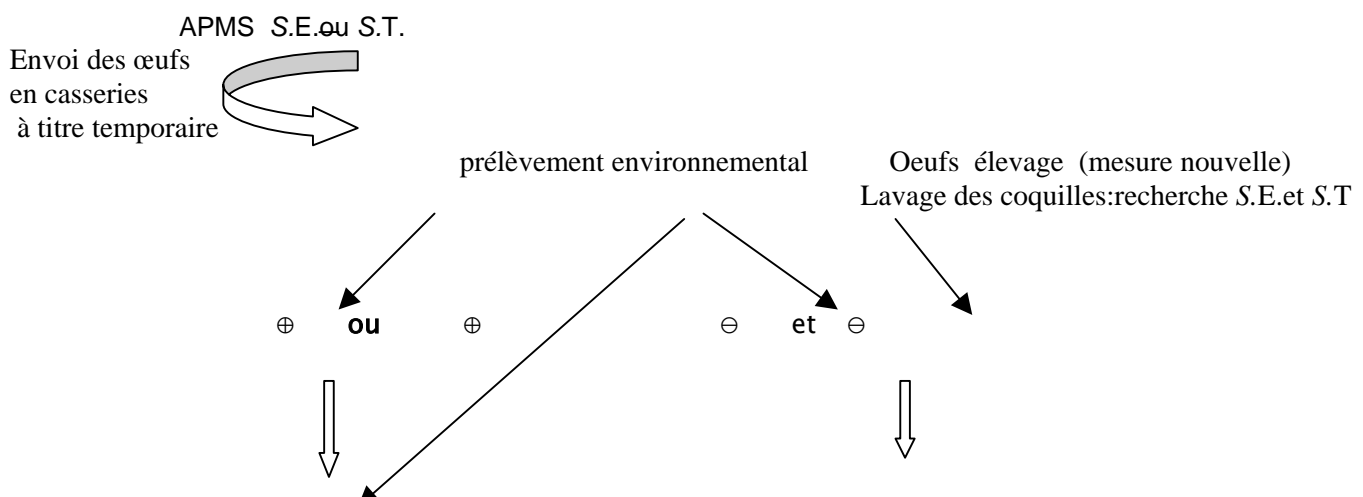 APMS S.E.ou S.T.
Envoi des œufs
en casseries
à titre temporaire
prélèvement environnemental
Oeufs élevage (mesure nouvelle)
Lavage des coquilles:recherche S.E.et S.T
⊕ ou ⊕ ⊖ et ⊖